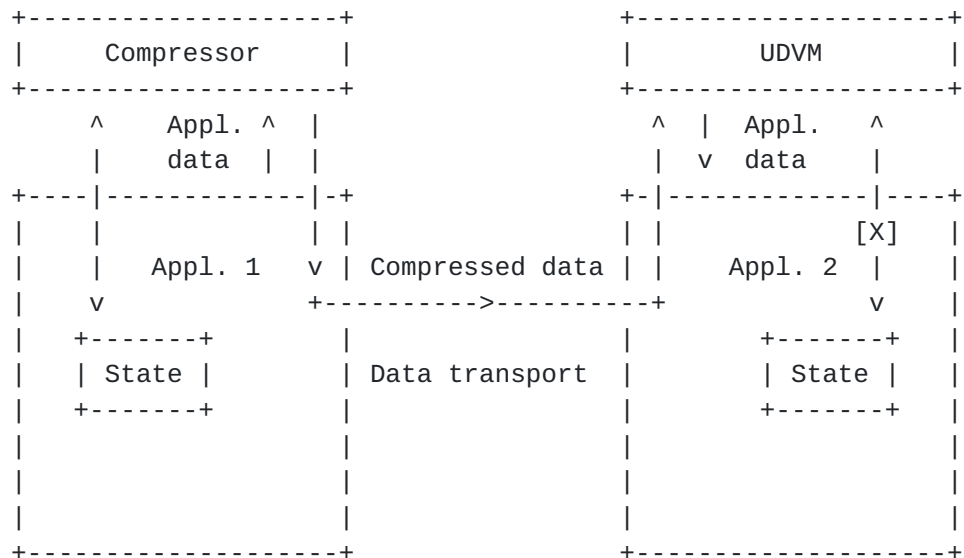 Compressor UDVM
Appl. Appl.
data data
[X]
Appl. 1 Compressed data Appl. 2
State Data transport State